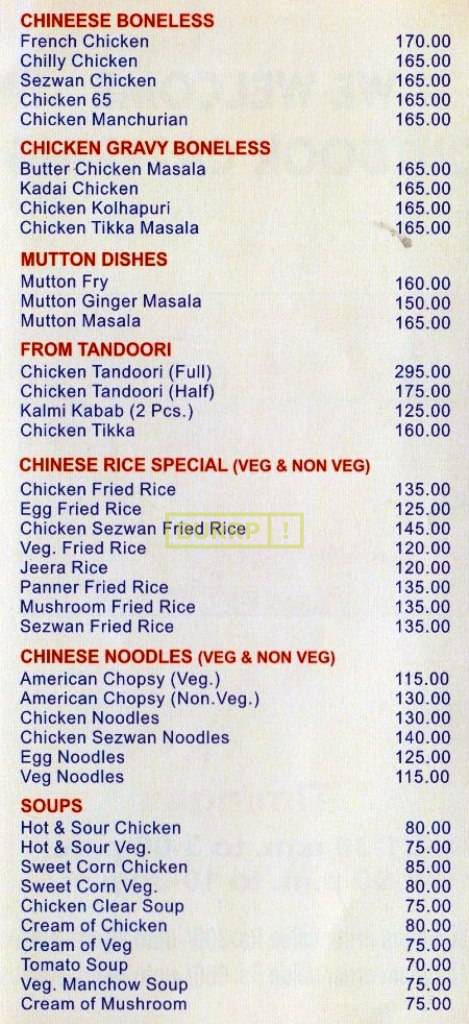 CHINEESE BONELESS
French Chicken 170.00
Chilly Chicken 165.00
Sezwan Chicken 165.00
Chicken 65 165.00
Chicken Manchurian 165.00
CHICKEN GRAVY BONELESS
Butter Chicken Masala 165.00
Kadai Chicken 165.00
Chicken Kolhapuri 165.00
Chicken Tikka Masala 165.00
MUTTON DISHES
Mutton Fry 160.00
Mutton Ginger Masala 150.00
Mutton Masala 165.00
FROM TANDOORI
Chicken Tandoori (Full) 295.00
Chicken Tandoori (Half) 175.00
Kalmi Kabab (2 Pcs.) 125.00
Chicken Tikka 160.00
CHINESE RICE SPECIAL (VEG & NON VEG)
Chicken Fried Rice 135.00
Egg Fried Rice 125.00
Chicken Sezwan Fried Rice 145.00
BURRP!
Veg. Fried Rice 120.00
Jeera Rice 120.00
Panner Fried Rice 135.00
Mushroom Fried Rice 135.00
Sezwan Fried Rice 135.00
CHINESE NOODLES (VEG & NON VEG)
American Chopsy (Veg.) 115.00
American Chopsy (Non.Veg.) 130.00
Chicken Noodles 130.00
Chicken Sezwan Noodles 140.00
Egg Noodles 125.00
Veg Noodles 115.00
SOUPS
Hot & Sour Chicken 80.00
Hot & Sour Veg. 75.00
Sweet Corn Chicken 85.00
Sweet Corn Veg. 80.00
Chicken Clear Soup 75.00
Cream of Chicken 80.00
Cream of Veg 75.00
Tomato Soup 70.00
Veg. Manchow Soup 75.00
Cream of Mushroom 75.00